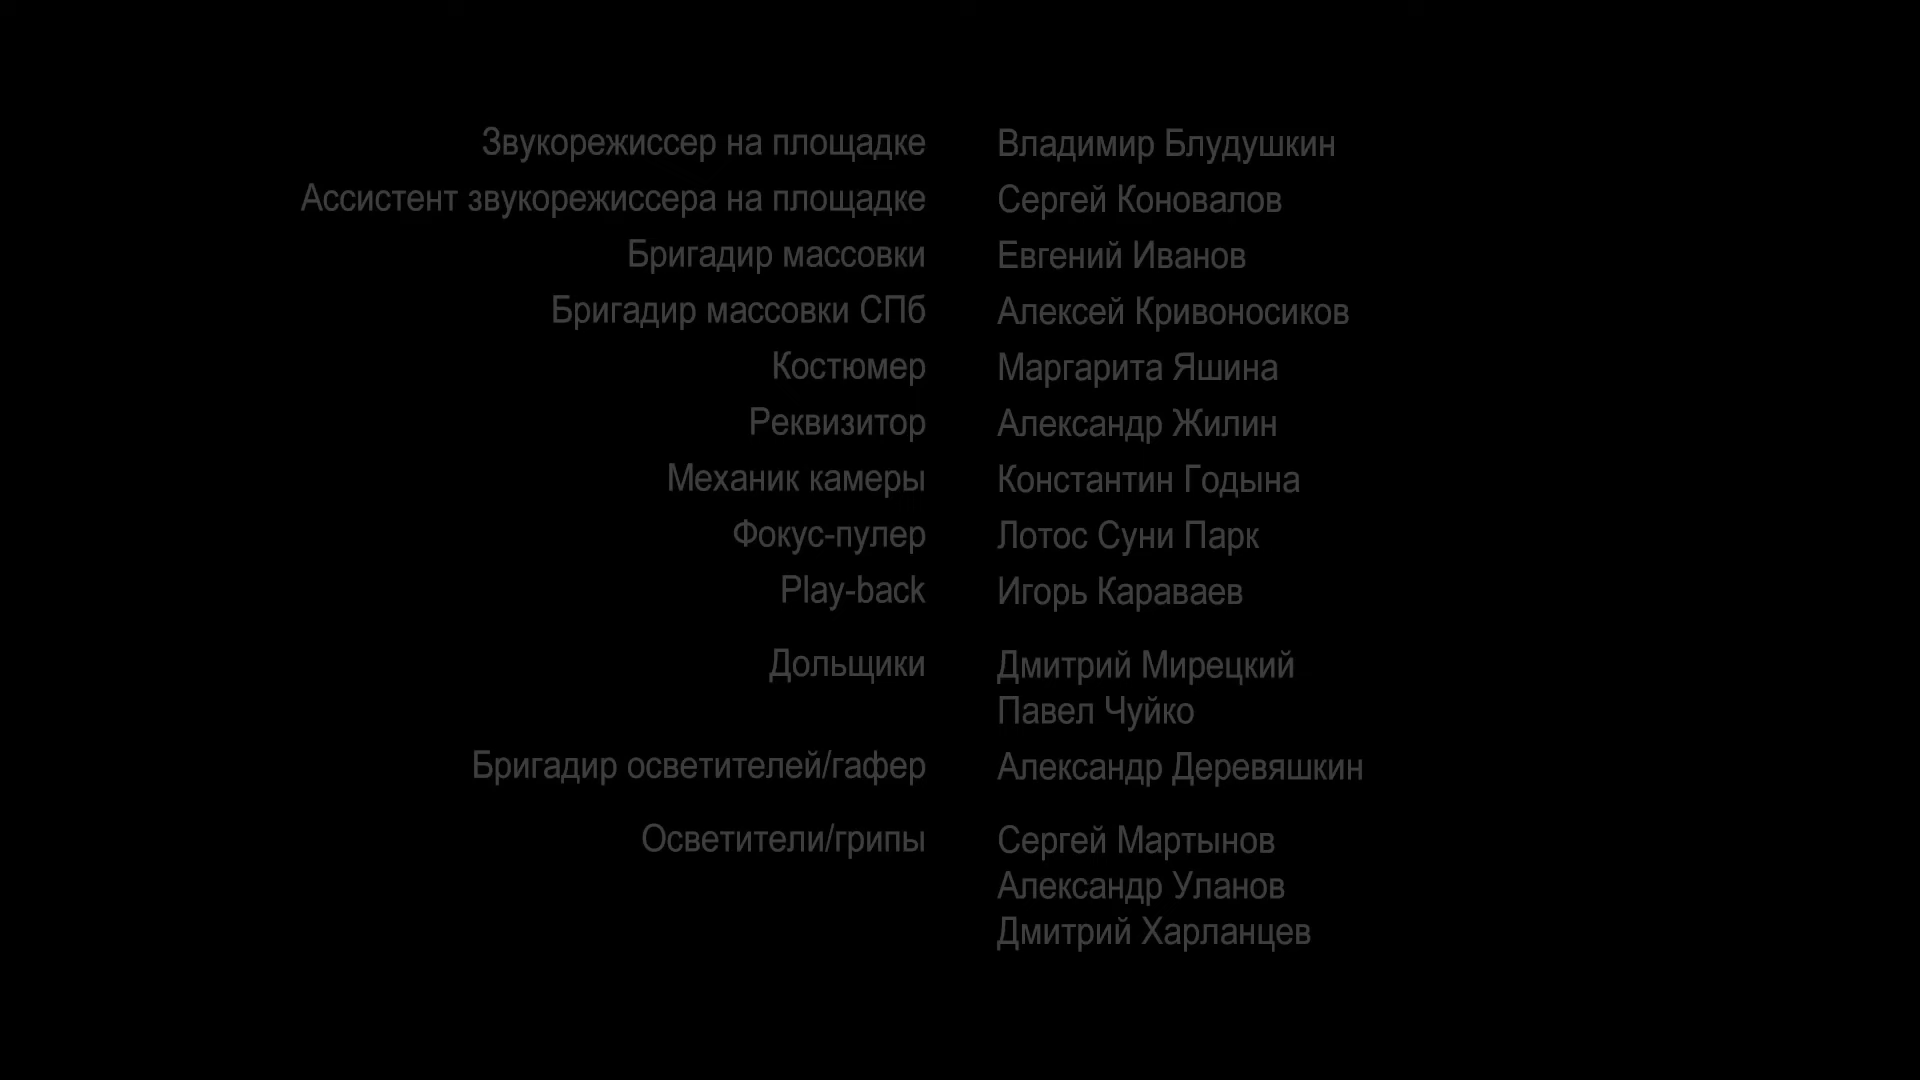 Звукорежиссер на площадке Владимир Блудушкин
Ассистент звукорежиссера на площадке Сергей Коновалов
Бригадир массовки Евгений Иванов
Бригадир массовки СПб Алексей Кривоносиков
Костюмер Маргарита Яшина
Реквизитор Александр Жилин
Механик камеры Константин Годына
Фокус-пулер Лотос Суни Парк
Play-back Игорь Караваев
Дольщики Дмитрий Мирецкий
Павел Чуйко
Бригадир осветителей/гафер Александр Деревяшкин
Осветители/грипы Сергей Мартынов
Александр Уланов
Дмитрий Харланцев